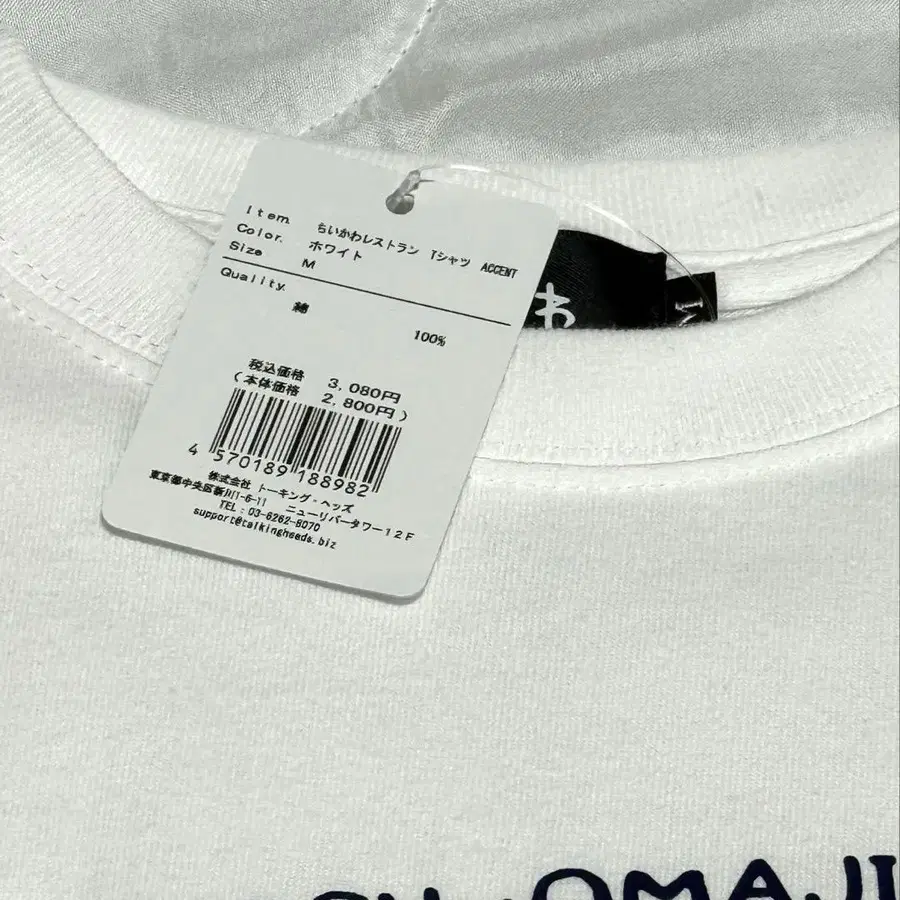 Item. ちいかわレストラン Tシャツ ACCENT
Color. ホワイト
Size M
Quality.
綿 100%
税込価格 3,080円
(本体価格 2,800円)
4 570189 188982
株式会社 トーキング・ヘッズ
東京都中央区新川1-6-11 ニューリバータワー12F
TEL:03-6262-8070
support@talkingheads.biz
わ
M
OMAJI